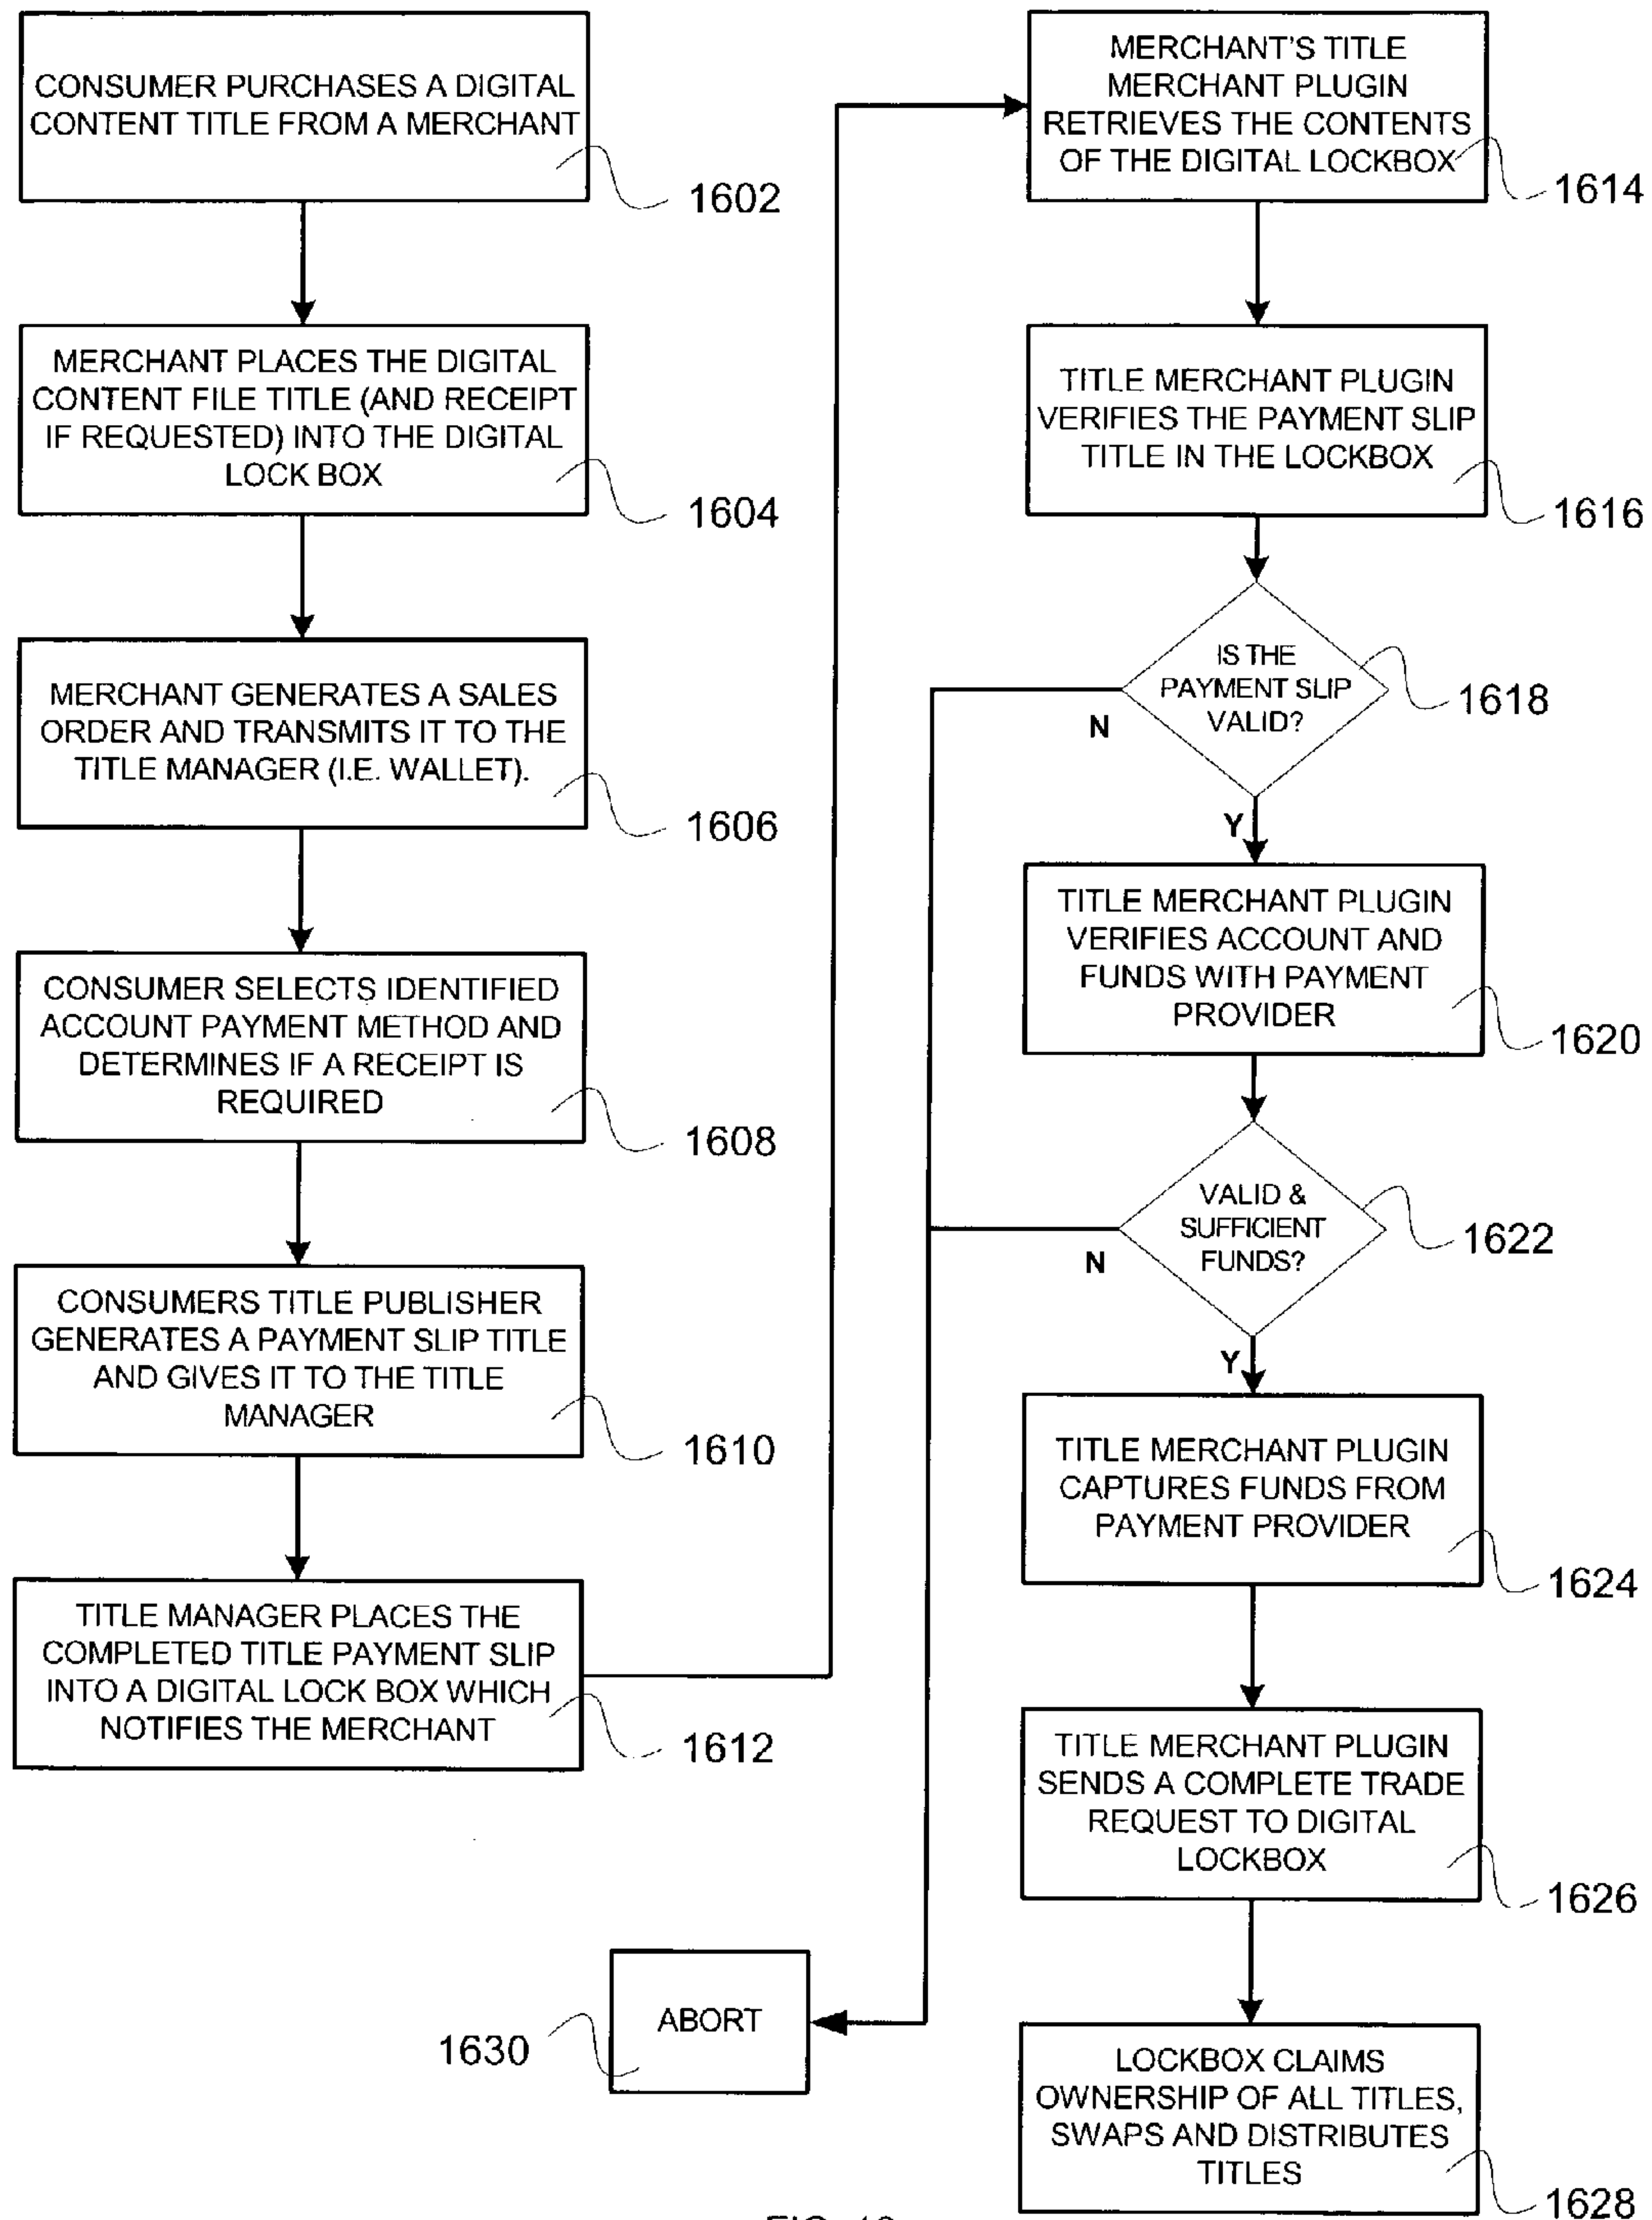 CONSUMER PURCHASES A DIGITAL
CONTENT TITLE FROM A MERCHANT
1602
MERCHANT PLACES THE DIGITAL
CONTENT FILE TITLE (AND RECEIPT
IF REQUESTED) INTO THE DIGITAL
LOCK BOX
1604
MERCHANT GENERATES A SALES
ORDER AND TRANSMITS IT TO THE
TITLE MANAGER (I.E. WALLET).
1606
CONSUMER SELECTS IDENTIFIED
ACCOUNT PAYMENT METHOD AND
DETERMINES IF A RECEIPT IS
REQUIRED
1608
CONSUMERS TITLE PUBLISHER
GENERATES A PAYMENT SLIP TITLE
AND GIVES IT TO THE TITLE
MANAGER
1610
TITLE MANAGER PLACES THE
COMPLETED TITLE PAYMENT SLIP
INTO A DIGITAL LOCK BOX WHICH
NOTIFIES THE MERCHANT
1612
MERCHANT'S TITLE
MERCHANT PLUGIN
RETRIEVES THE CONTENTS
OF THE DIGITAL LOCKBOX
1614
TITLE MERCHANT PLUGIN
VERIFIES THE PAYMENT SLIP
TITLE IN THE LOCKBOX
1616
IS THE
PAYMENT SLIP
VALID?
1618
N
Y
TITLE MERCHANT PLUGIN
VERIFIES ACCOUNT AND
FUNDS WITH PAYMENT
PROVIDER
1620
VALID &
SUFFICIENT
FUNDS?
1622
N
Y
TITLE MERCHANT PLUGIN
CAPTURES FUNDS FROM
PAYMENT PROVIDER
1624
TITLE MERCHANT PLUGIN
SENDS A COMPLETE TRADE
REQUEST TO DIGITAL
LOCKBOX
1626
LOCKBOX CLAIMS
OWNERSHIP OF ALL TITLES,
SWAPS AND DISTRIBUTES
TITLES
1628
ABORT
1630